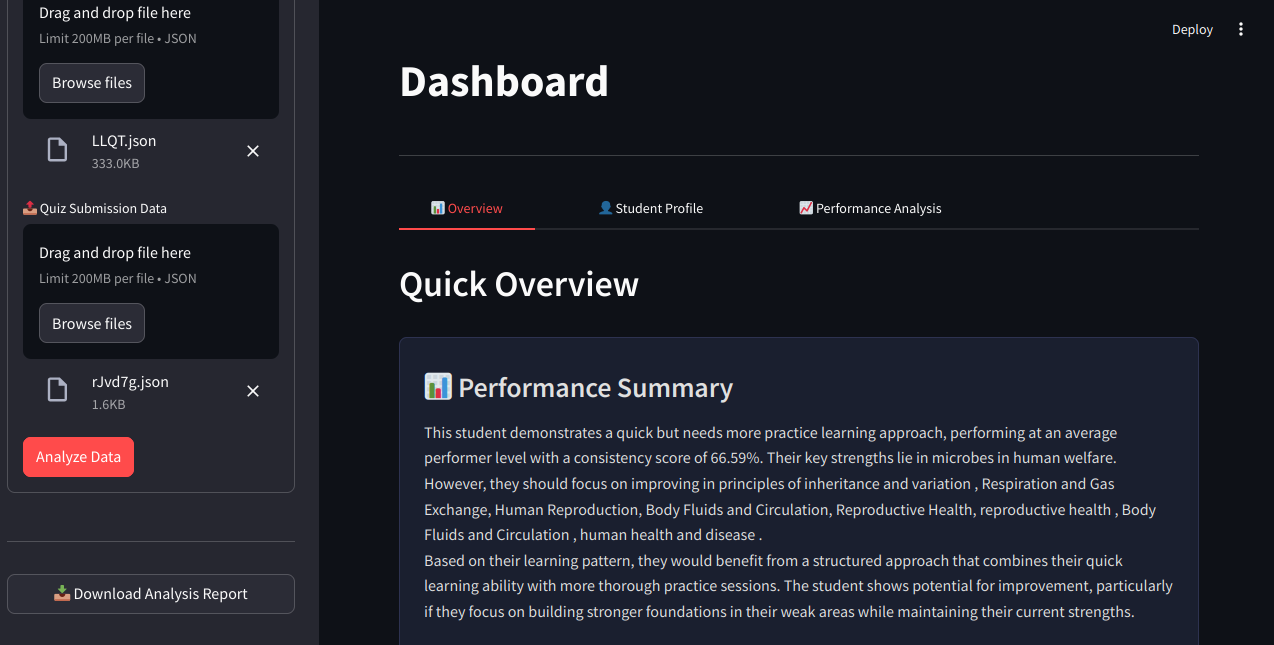 Drag and drop file here
Limit 200MB per file • JSON
Browse files
LLQT.json
333.0KB
Quiz Submission Data
Drag and drop file here
Limit 200MB per file • JSON
Browse files
rJvd7g.json
1.6KB
Analyze Data
Download Analysis Report
Deploy
Dashboard
Overview
Student Profile
Performance Analysis
Quick Overview
Performance Summary
This student demonstrates a quick but needs more practice learning approach, performing at an average
performer level with a consistency score of 66.59%. Their key strengths lie in microbes in human welfare.
However, they should focus on improving in principles of inheritance and variation , Respiration and Gas
Exchange, Human Reproduction, Body Fluids and Circulation, Reproductive Health, reproductive health , Body
Fluids and Circulation , human health and disease .
Based on their learning pattern, they would benefit from a structured approach that combines their quick
learning ability with more thorough practice sessions. The student shows potential for improvement, particularly
if they focus on building stronger foundations in their weak areas while maintaining their current strengths.